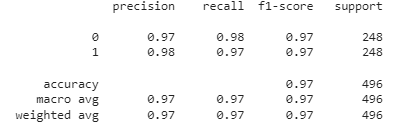 precision recall f1-score support
0 0.97 0.98 0.97 248
1 0.98 0.97 0.97 248
accuracy 0.97 496
macro avg 0.97 0.97 0.97 496
weighted avg 0.97 0.97 0.97 496